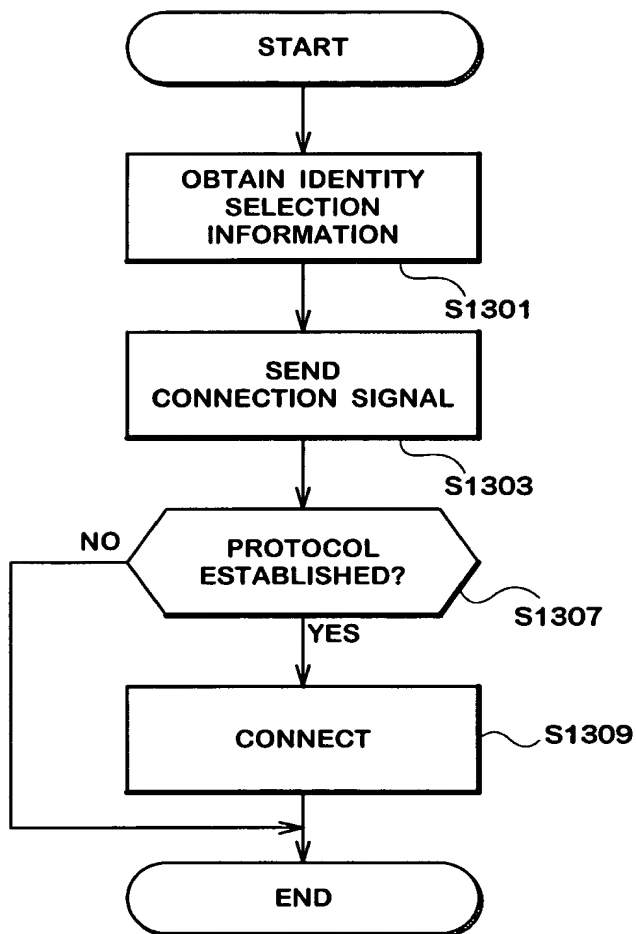 START
OBTAIN IDENTITY
SELECTION
INFORMATION
S1301
SEND
CONNECTION SIGNAL
S1303
NO
PROTOCOL
ESTABLISHED?
S1307
YES
CONNECT
S1309
END